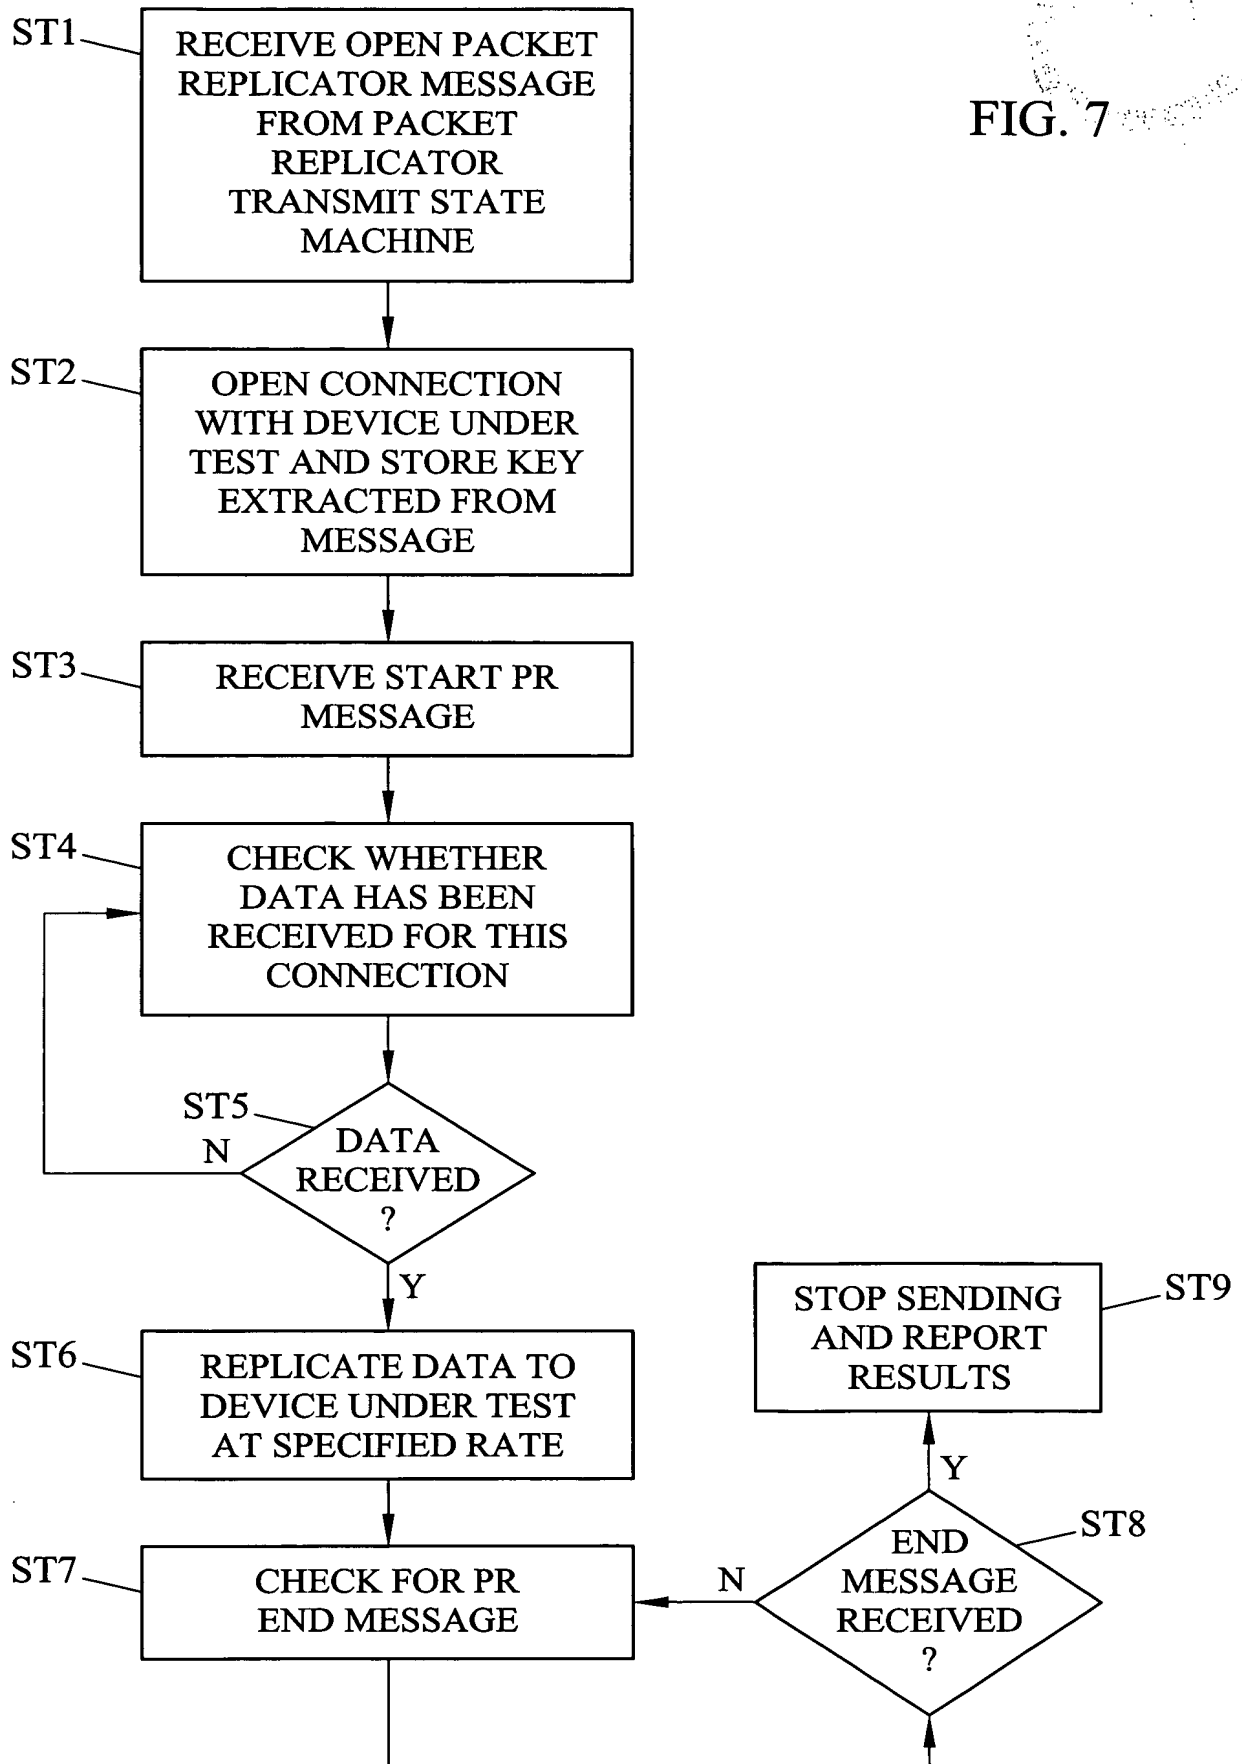 ST1
RECEIVE OPEN PACKET
REPLICATOR MESSAGE
FROM PACKET
REPLICATOR
TRANSMIT STATE
MACHINE
FIG. 7
ST2
OPEN CONNECTION
WITH DEVICE UNDER
TEST AND STORE KEY
EXTRACTED FROM
MESSAGE
ST3
RECEIVE START PR
MESSAGE
ST4
CHECK WHETHER
DATA HAS BEEN
RECEIVED FOR THIS
CONNECTION
ST5
N
DATA
RECEIVED
?
Y
ST6
REPLICATE DATA TO
DEVICE UNDER TEST
AT SPECIFIED RATE
ST7
CHECK FOR PR
END MESSAGE
N
END
MESSAGE
RECEIVED
?
ST8
Y
STOP SENDING
AND REPORT
RESULTS
ST9